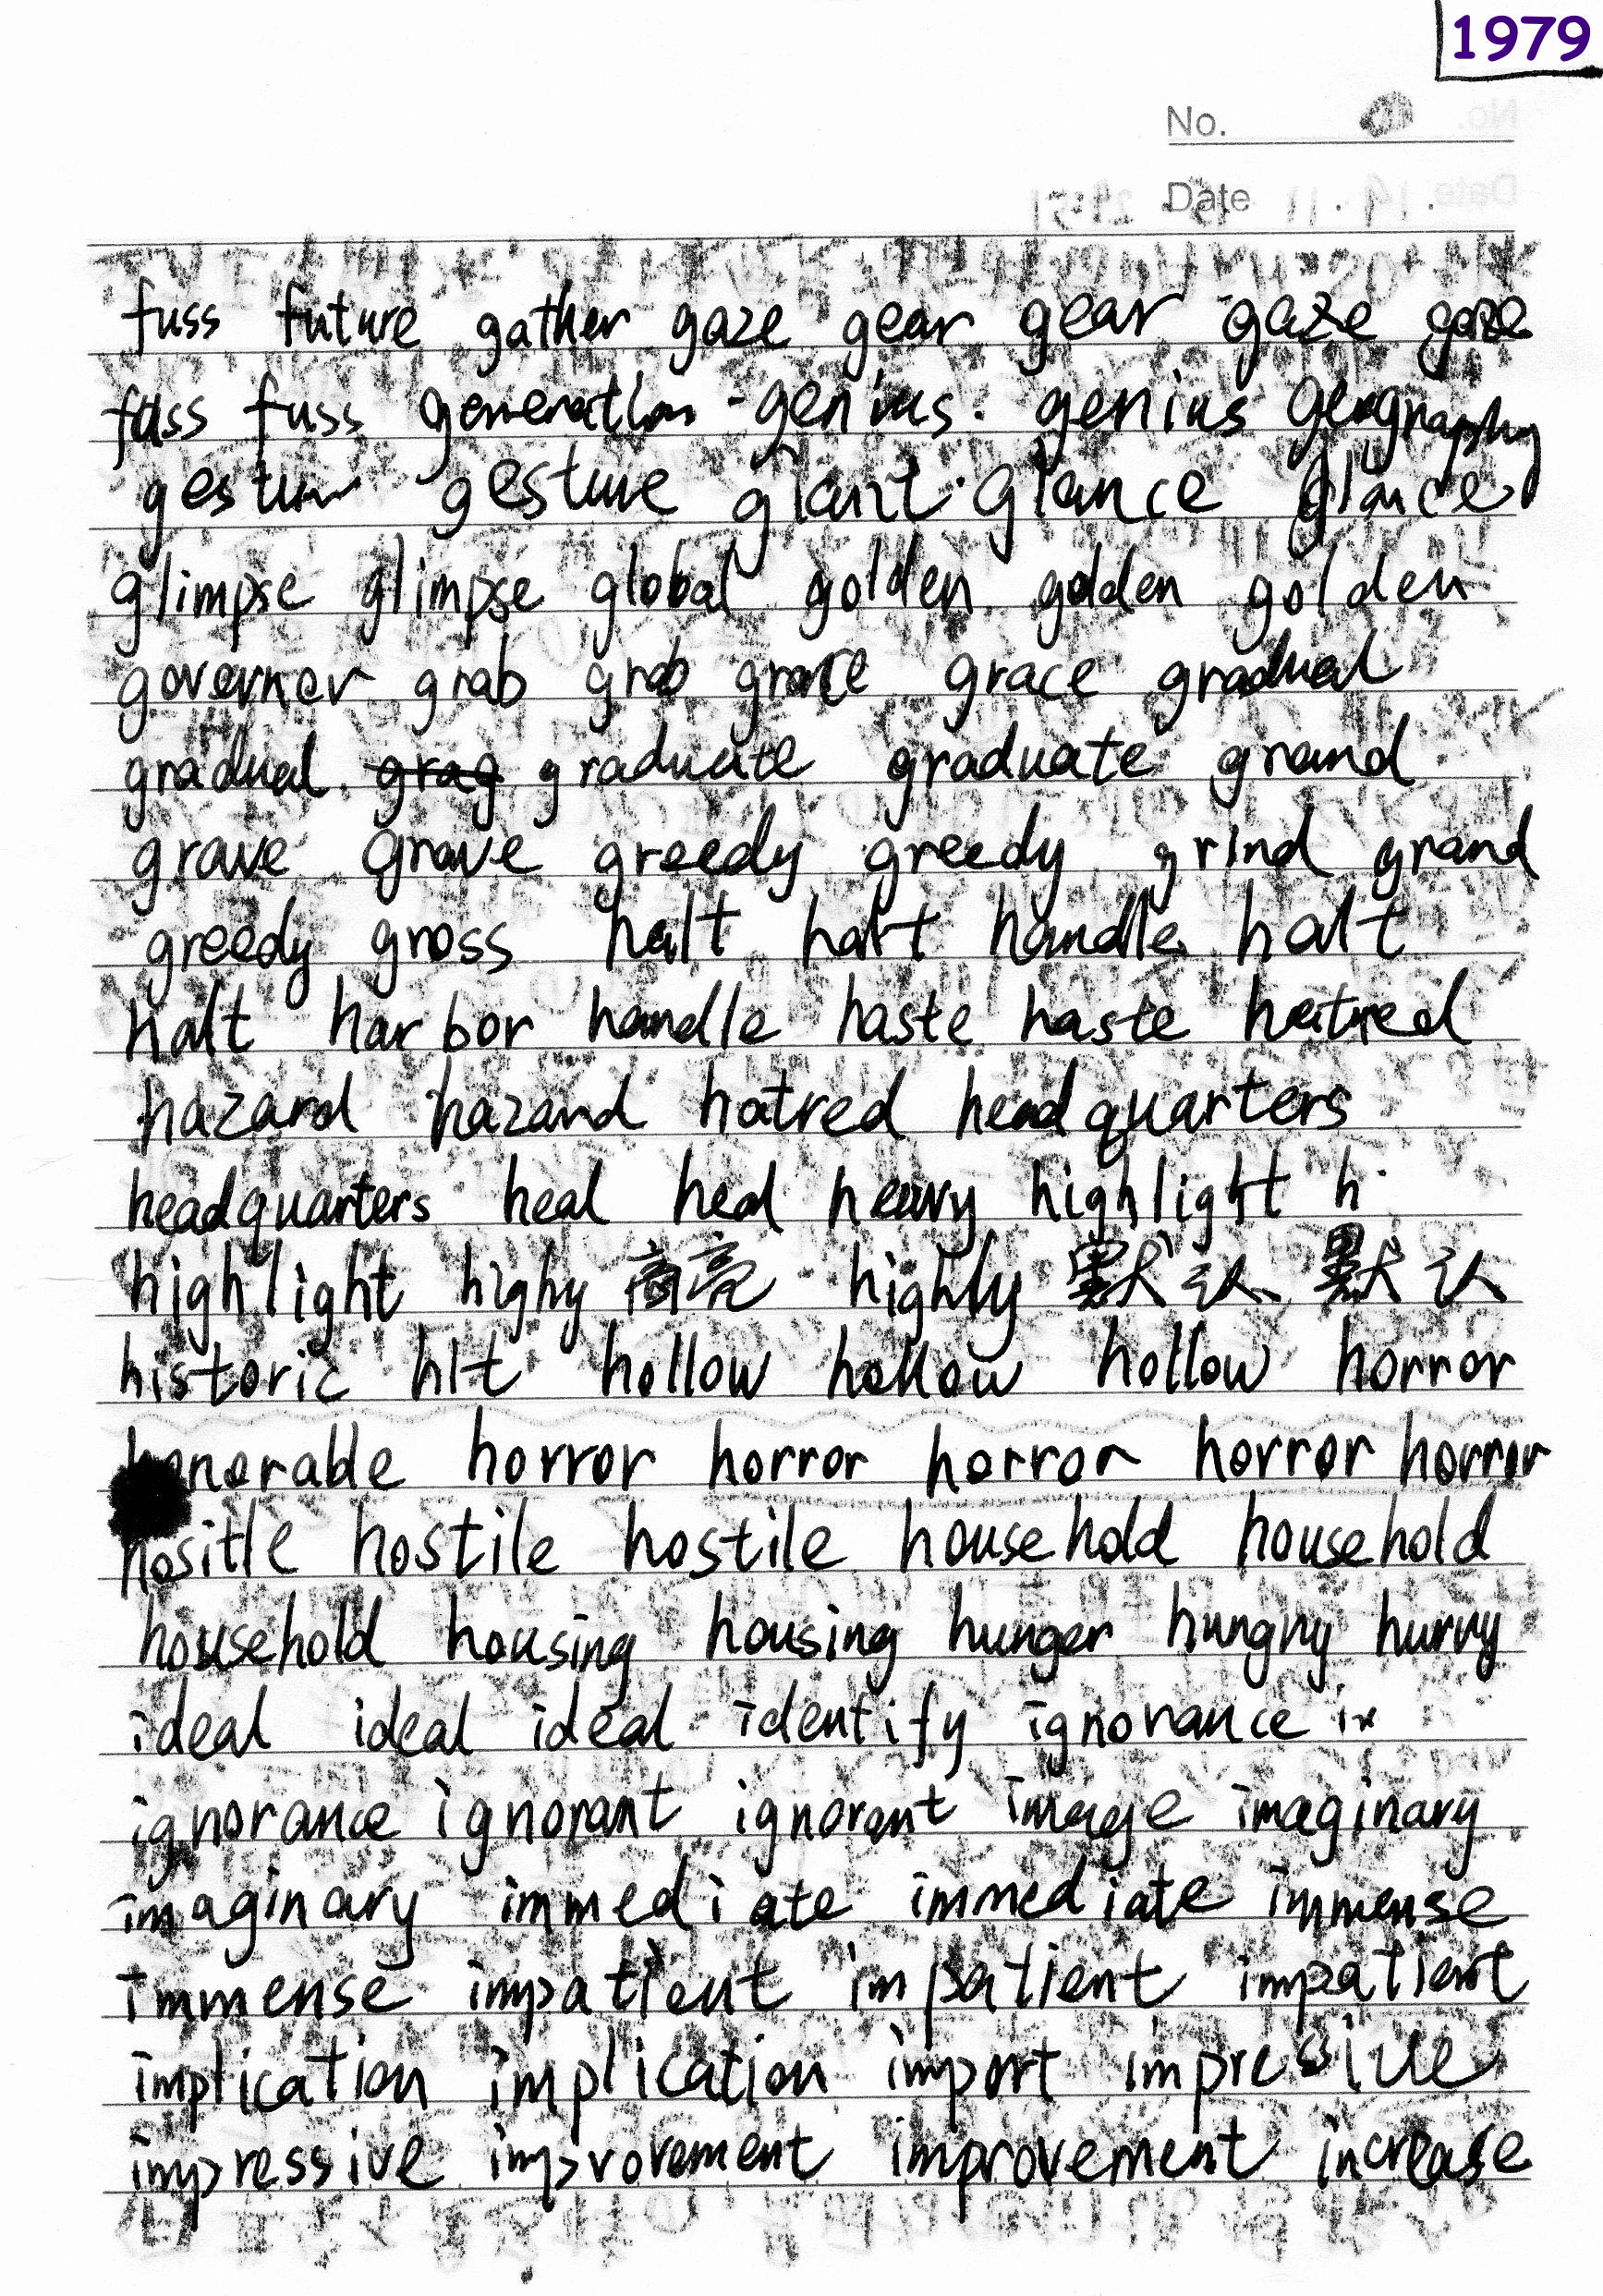 1979
No.
Date
fuss future gather gaze gear gear gaze gaze
fuss fuss generation genius. genius geography
gesture gesture giant glance glance
glimpse glimpse global golden golden golden
governor grab grab grace grace gradual
gradual grag graduate graduate grand
grave grave greedy greedy grind grand
greedy gross halt halt handle halt
halt harbor handle haste haste hatred
hazard hazard hatred headquarters
headquarters heal heal heavy highlight h
highlight highy 高亮 highly 默认 默认
historic hit hollow hollow hollow horror
honorable horror horror horror horror horror
hositle hostile hostile household household
household housing housing hunger hungry hurry
ideal ideal ideal identify ignorance
ignorance ignorant ignorant image imaginary
imaginary immediate immediate immense
immense impatient impatient impatient
implication implication import impressive
impressive improvement improvement increase